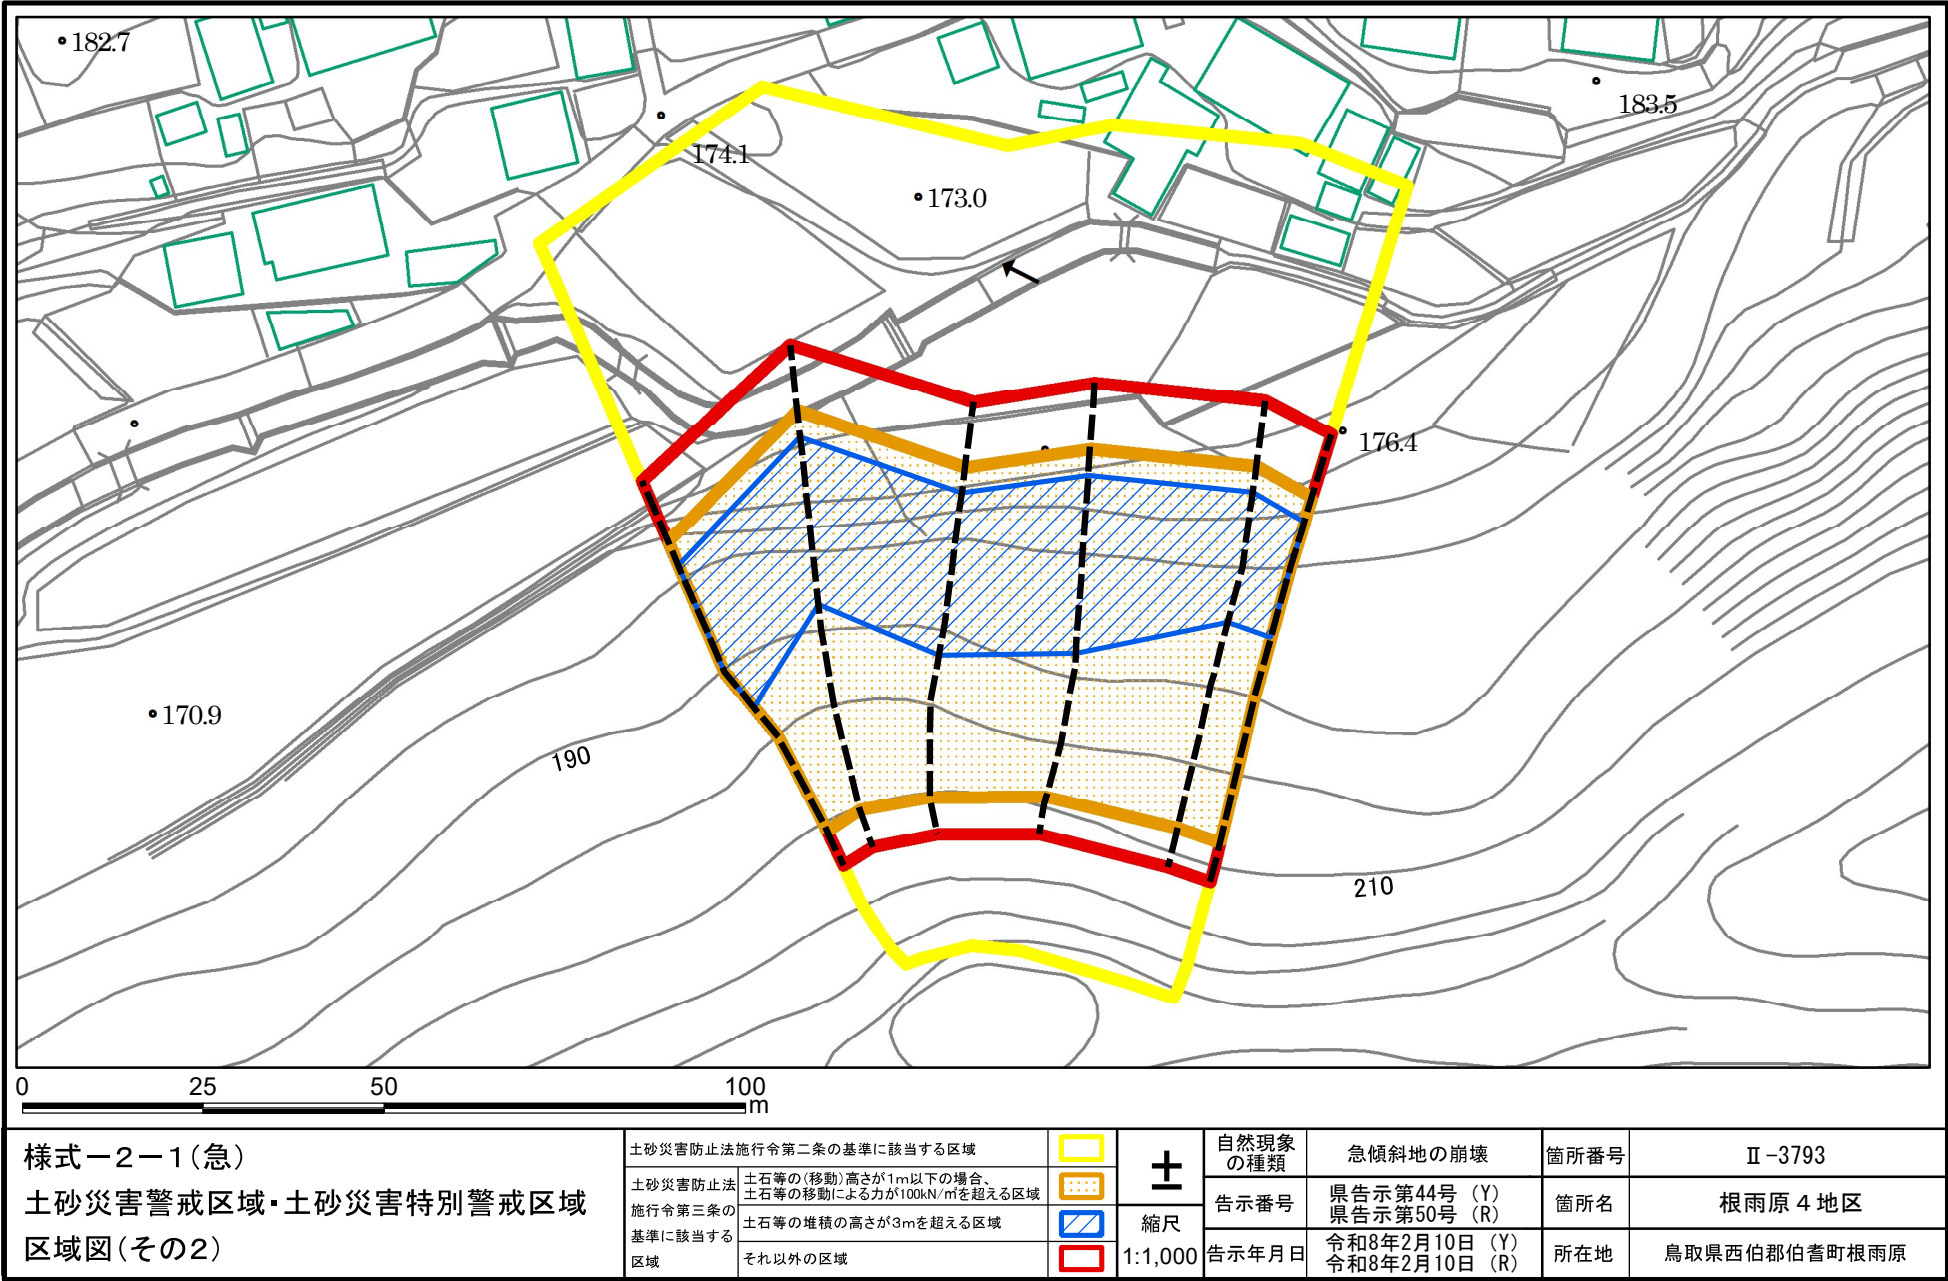 182.7
183.5
174.1
173.0
176.4
170.9
190
210
0 25 50 100
m
様式－2－1(急)
土砂災害警戒区域・土砂災害特別警戒区域
区域図(その2)
土砂災害防止法施行令第二条の基準に該当する区域
土砂災害防止法
施行令第三条の
基準に該当する
区域
土石等の(移動)高さが1m以下の場合、
土石等の移動による力が100kN/㎡を超える区域
土石等の堆積の高さが3mを超える区域
それ以外の区域
±
縮尺
1:1,000
自然現象
の種類
急傾斜地の崩壊
箇所番号
Ⅱ-3793
告示番号
県告示第44号 (Y)
県告示第50号 (R)
箇所名
根雨原４地区
告示年月日
令和8年2月10日 (Y)
令和8年2月10日 (R)
所在地
鳥取県西伯郡伯耆町根雨原